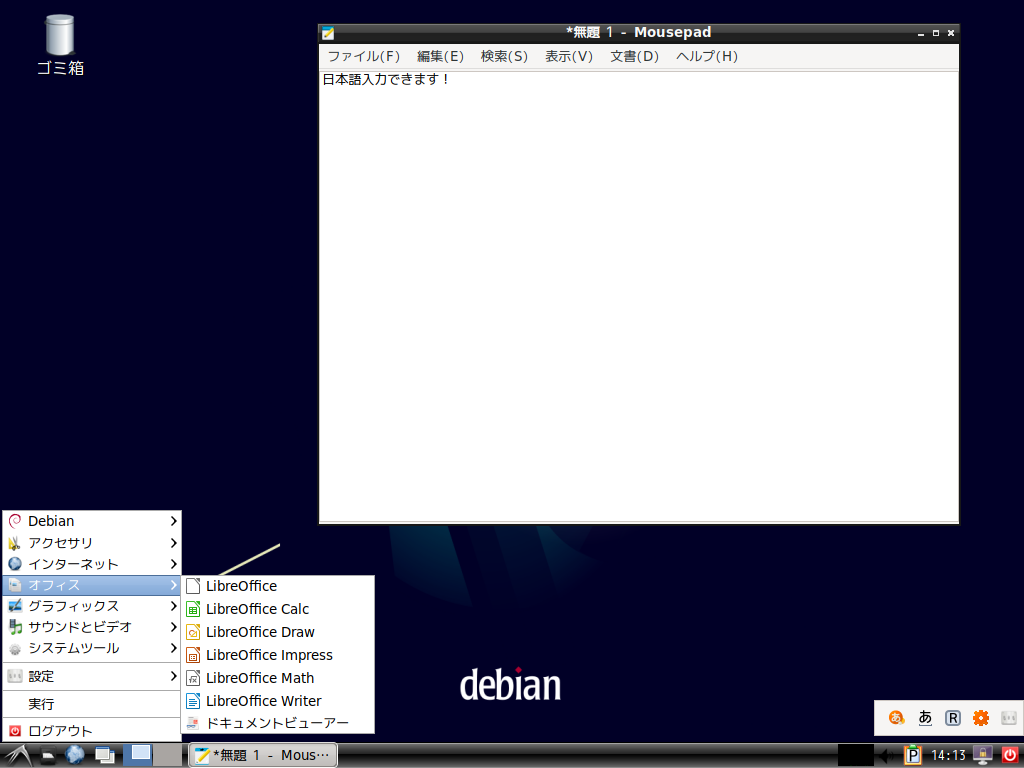 ゴミ箱
*無題 1 - Mousepad
ファイル(F) 編集(E) 検索(S) 表示(V) 文書(D) ヘルプ(H)
日本語入力できます！
Debian
アクセサリ
インターネット
オフィス
グラフィックス
サウンドとビデオ
システムツール
設定
実行
ログアウト
LibreOffice
LibreOffice Calc
LibreOffice Draw
LibreOffice Impress
LibreOffice Math
LibreOffice Writer
ドキュメントビューアー
debian
あ R
*無題 1 - Mous…
P 14:13